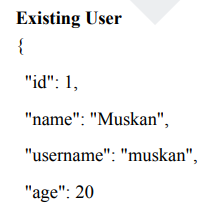 Existing User
{
"id": 1,
"name": "Muskan",
"username": "muskan",
"age": 20